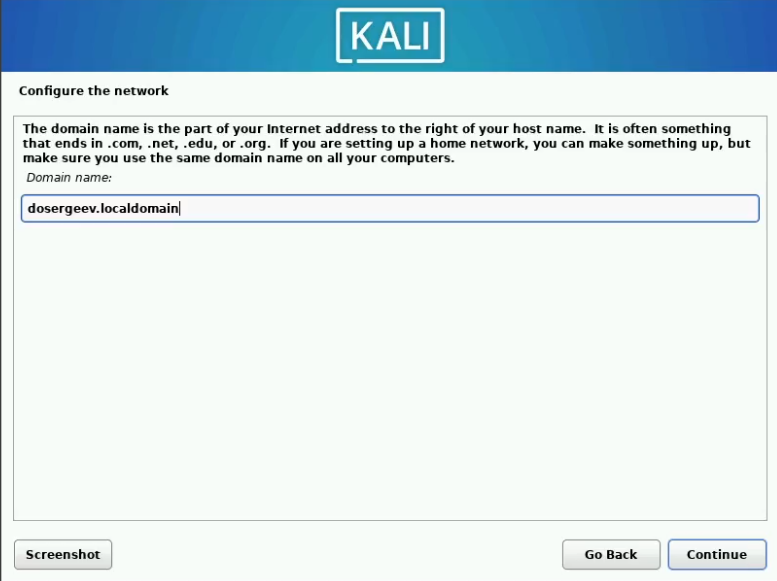 KALI
Configure the network
The domain name is the part of your Internet address to the right of your host name.  It is often something
that ends in .com, .net, .edu, or .org.  If you are setting up a home network, you can make something up, but
make sure you use the same domain name on all your computers.
Domain name:
dosergeev.localdomain
Screenshot
Go Back
Continue